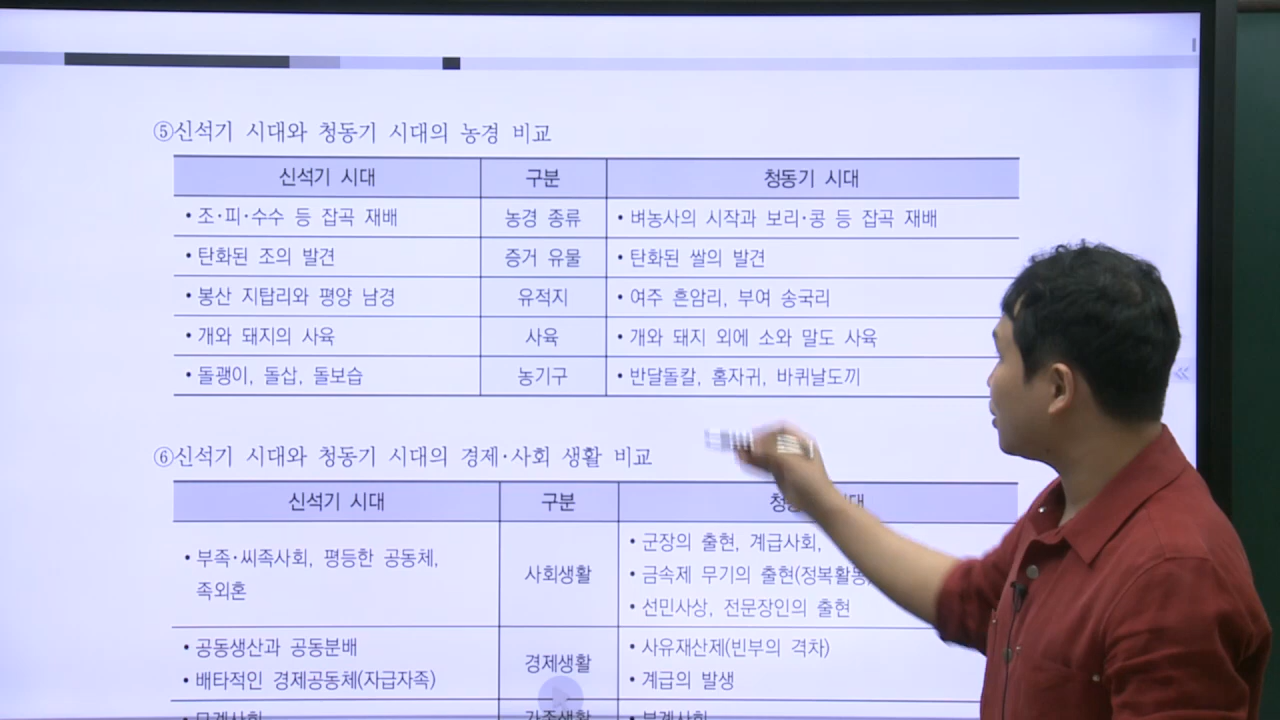 ⑤신석기 시대와 청동기 시대의 농경 비교
신석기 시대 구분 청동기 시대
• 조·피·수수 등 잡곡 재배 농경 종류 • 벼농사의 시작과 보리·콩 등 잡곡 재배
• 탄화된 조의 발견 증거 유물 • 탄화된 쌀의 발견
• 봉산 지탑리와 평양 남경 유적지 • 여주 흔암리, 부여 송국리
• 개와 돼지의 사육 사육 • 개와 돼지 외에 소와 말도 사육
• 돌괭이, 돌삽, 돌보습 농기구 • 반달돌칼, 홈자귀, 바퀴날도끼
⑥신석기 시대와 청동기 시대의 경제·사회 생활 비교
신석기 시대 구분
• 부족·씨족사회, 평등한 공동체,
족외혼
사회생활
• 군장의 출현, 계급사회,
• 금속제 무기의 출현(정복활동
• 선민사상, 전문장인의 출현
• 공동생산과 공동분배
• 배타적인 경제공동체(자급자족)
경제생활
• 사유재산제(빈부의 격차)
• 계급의 발생